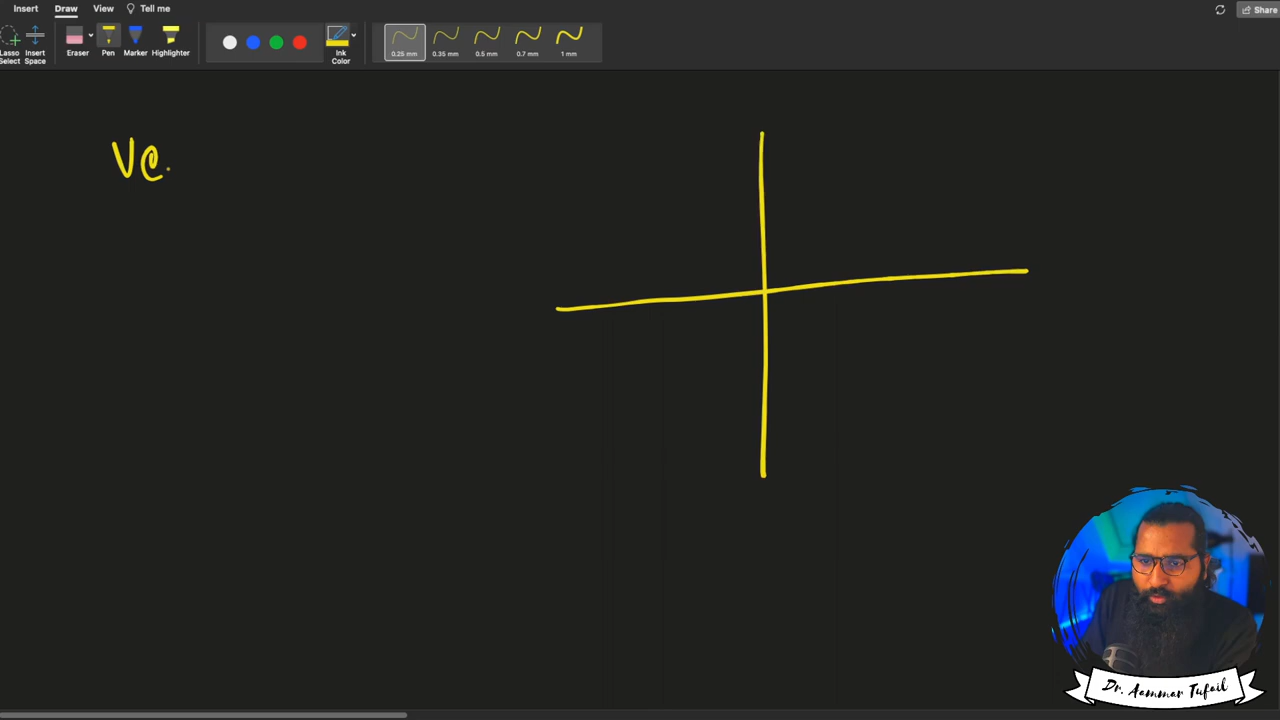 Insert Draw View Tell me
Share
Lasso Select
Insert Space
Eraser
Pen
Marker
Highlighter
Ink Color
0.25 mm
0.35 mm
0.5 mm
0.7 mm
1 mm
Ve
Dr. Aammar Tufail